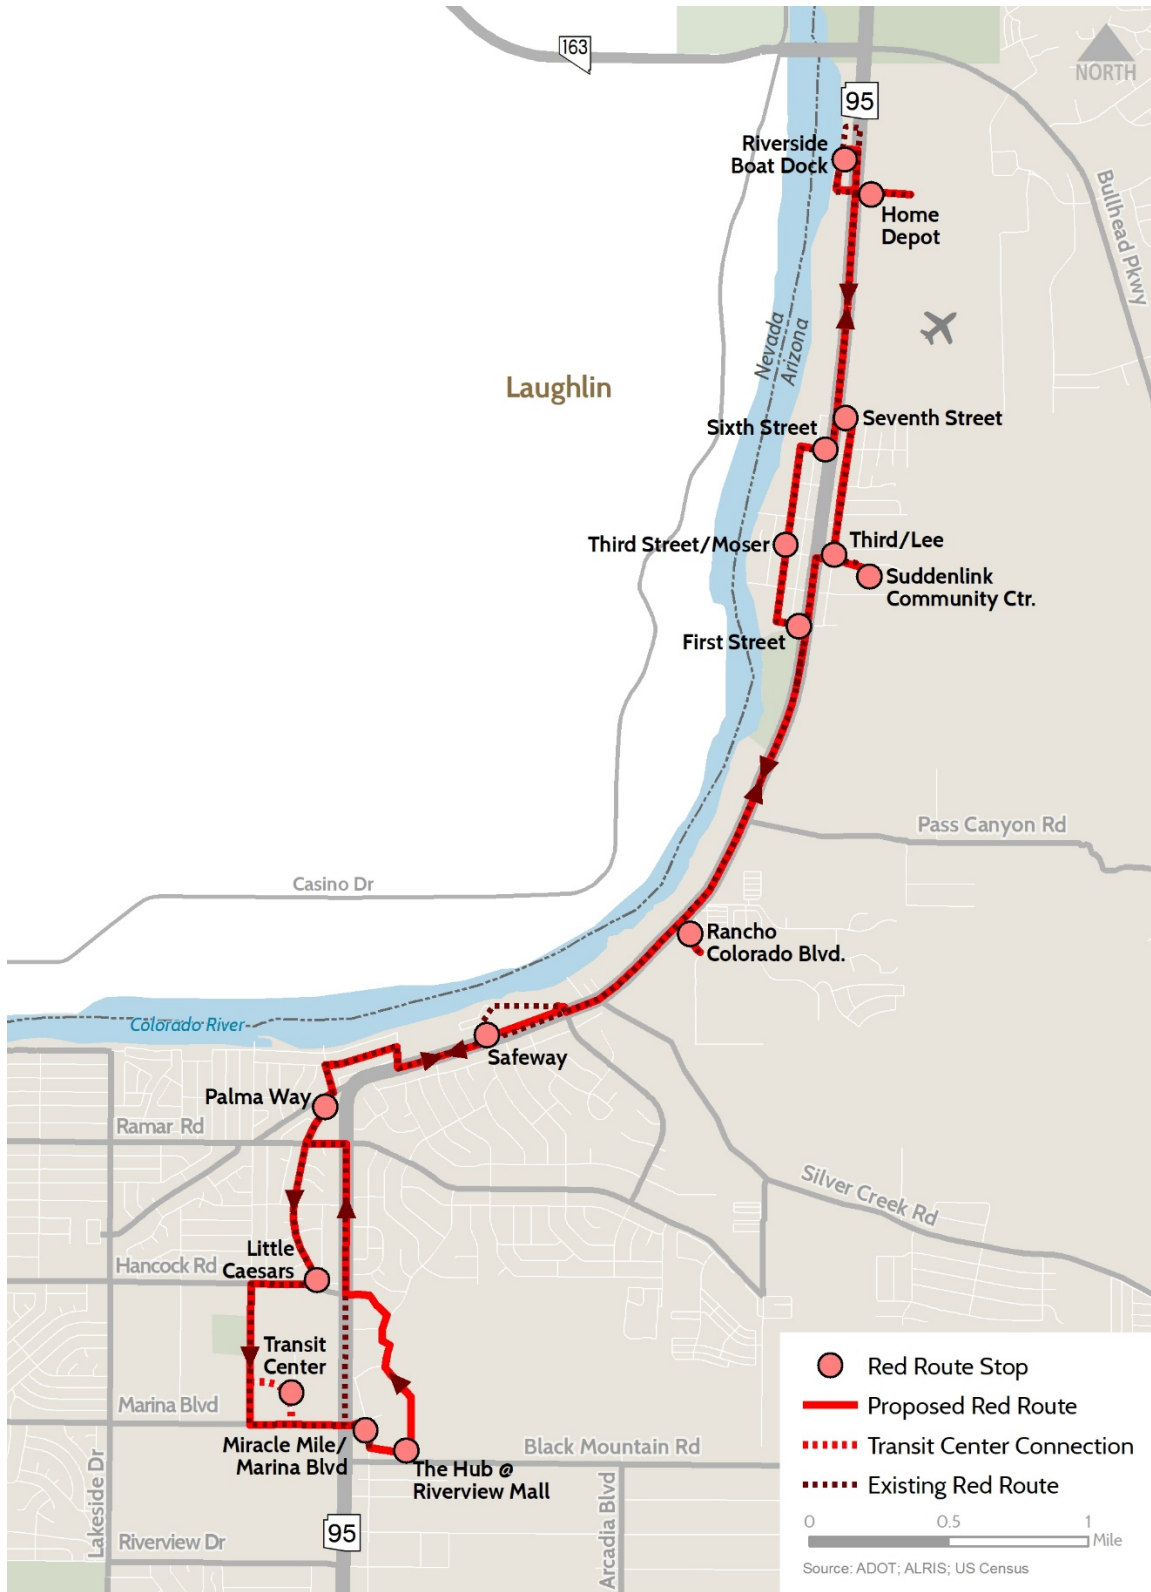 163
NORTH
95
Riverside
Boat Dock
Home
Depot
Bullhead Pkwy
Nevada
Arizona
Laughlin
Seventh Street
Sixth Street
Third Street/Moser
Third/Lee
Suddenlink
Community Ctr.
First Street
Pass Canyon Rd
Casino Dr
Rancho
Colorado Blvd.
Colorado River
Safeway
Palma Way
Ramar Rd
Silver Creek Rd
Hancock Rd
Little
Caesars
Transit
Center
Marina Blvd
Miracle Mile/
Marina Blvd
The Hub @
Riverview Mall
Black Mountain Rd
Lakeside Dr
Arcadia Blvd
Riverview Dr
95
Red Route Stop
Proposed Red Route
Transit Center Connection
Existing Red Route
0 0.5 1
Mile
Source: ADOT; ALRIS; US Census